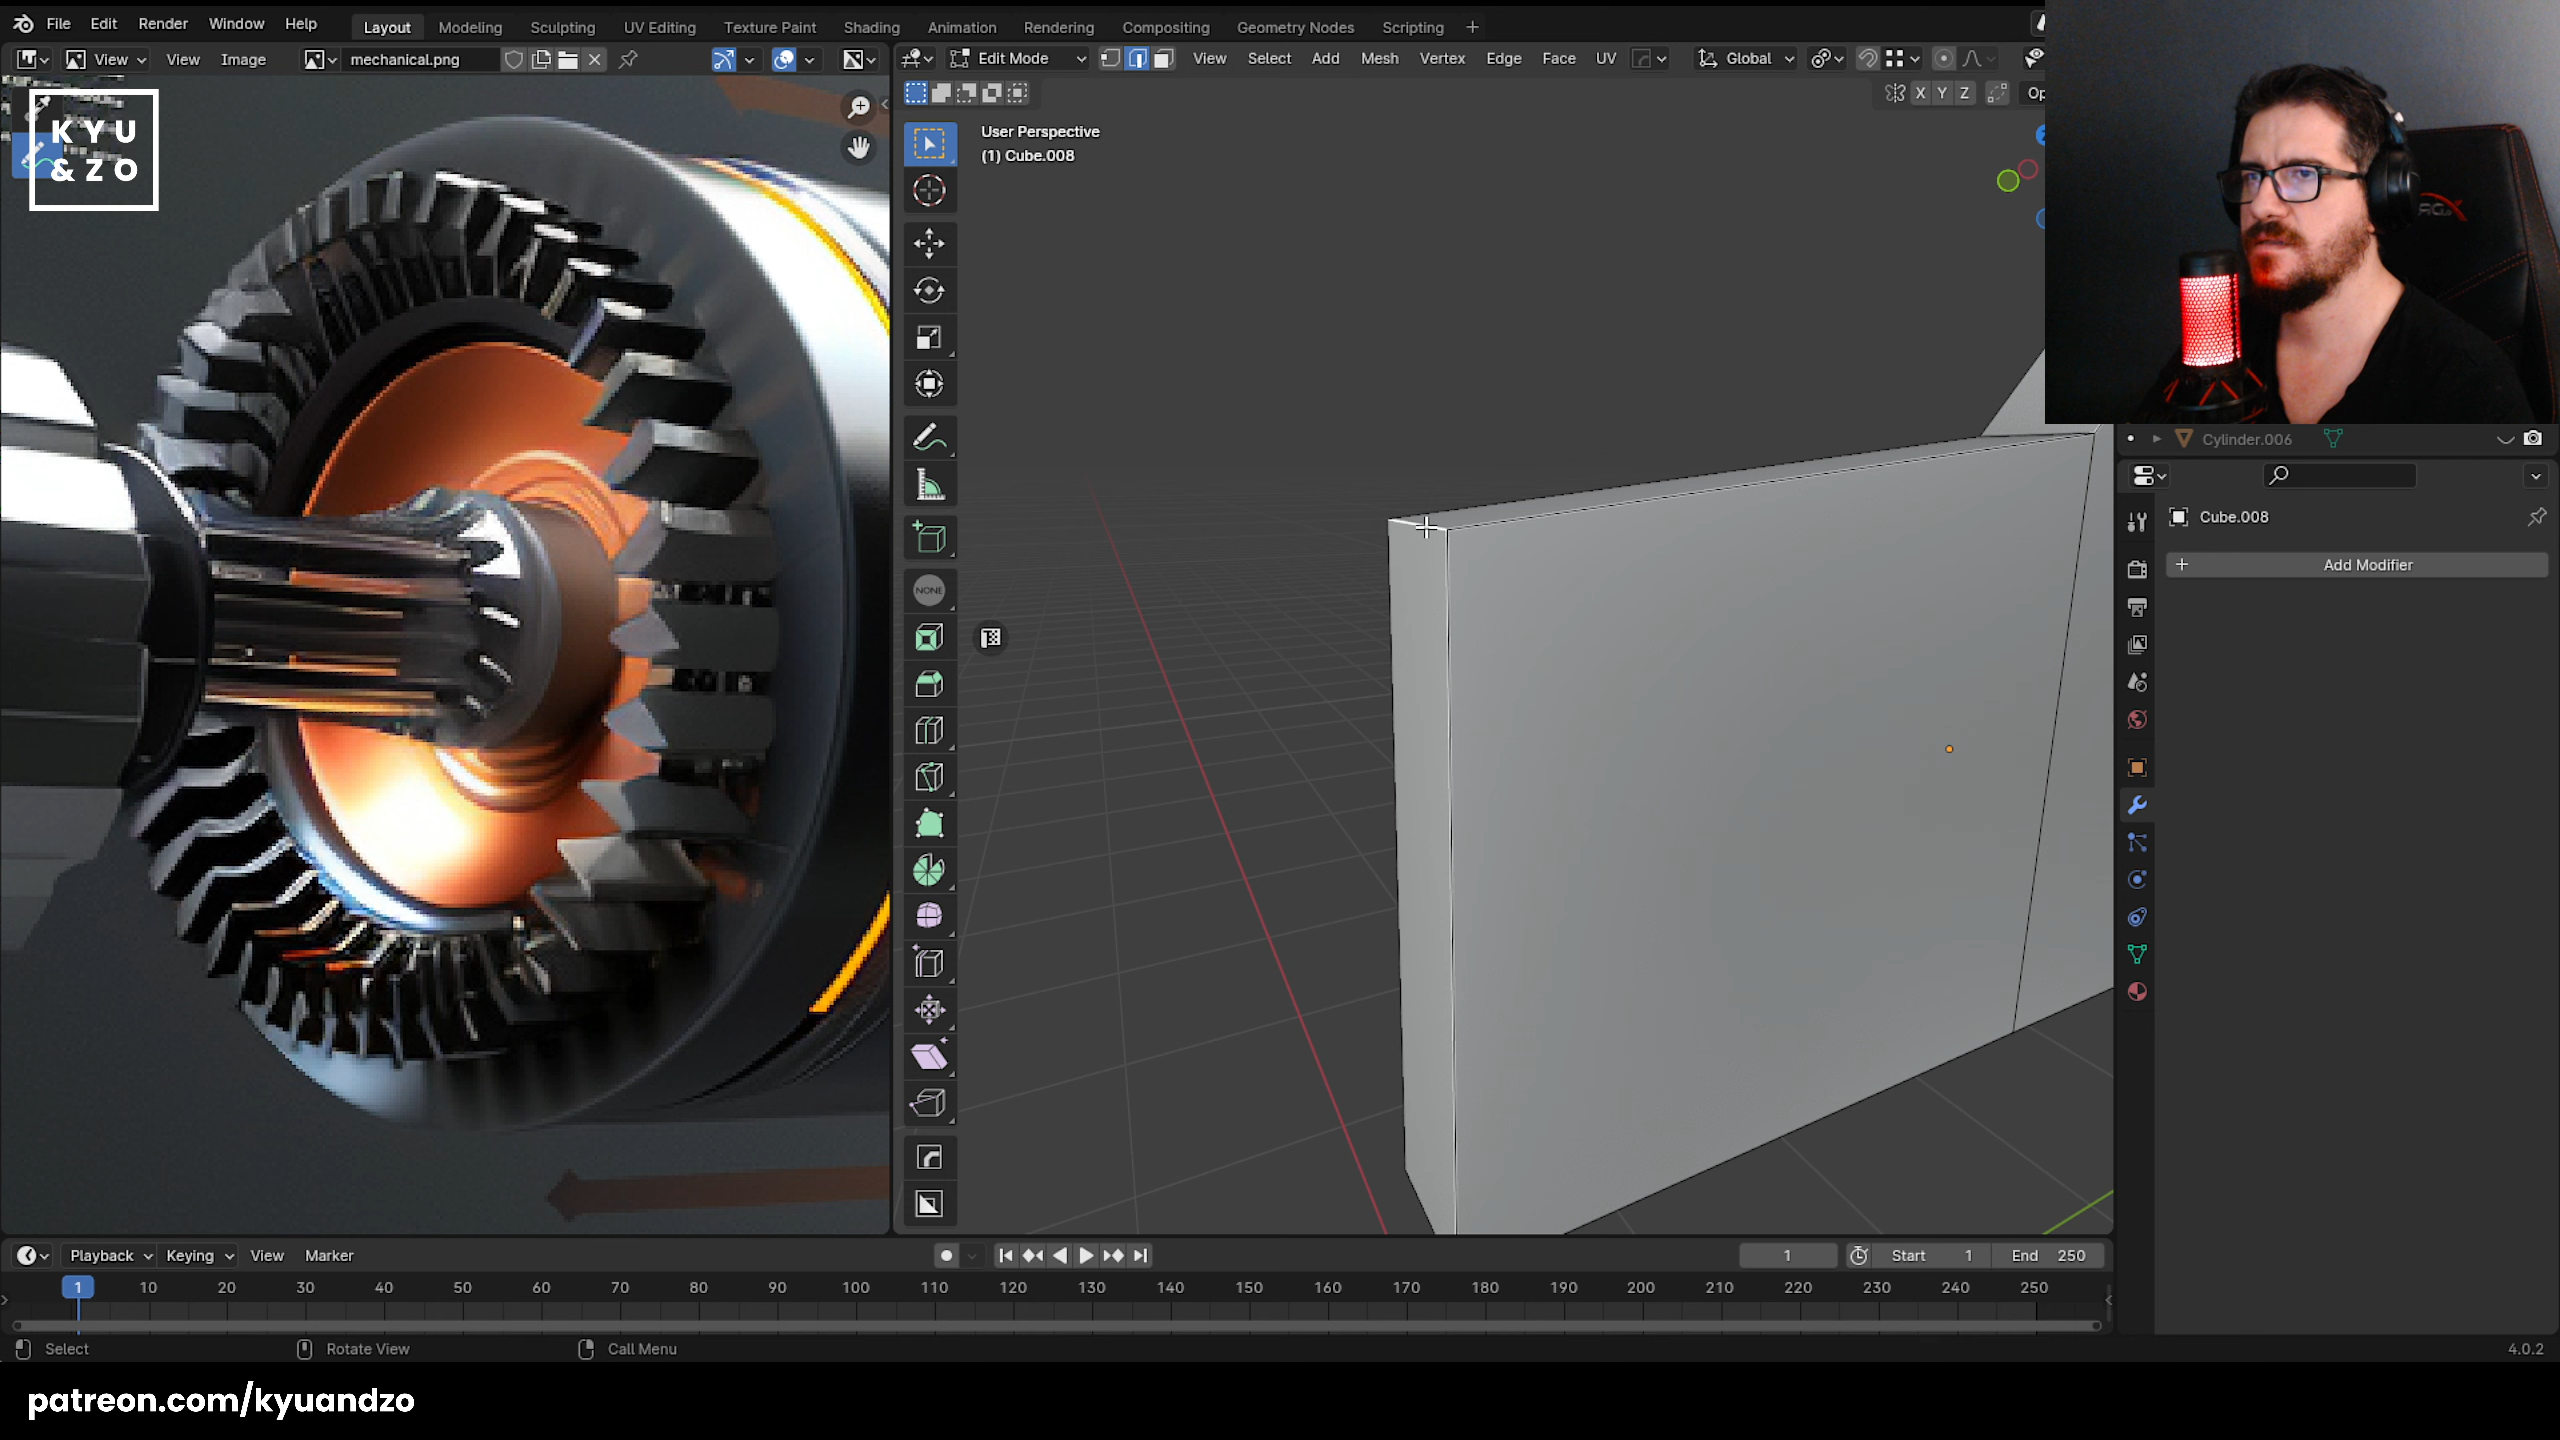 File Edit Render Window Help
Layout Modeling Sculpting UV Editing Texture Paint Shading Animation Rendering Compositing Geometry Nodes Scripting
View View Image mechanical.png
Edit Mode View Select Add Mesh Vertex Edge Face UV Global
X Y Z Op
KYU
&ZO
User Perspective
(1) Cube.008
NONE
Cylinder.006
Cube.008
Add Modifier
Playback Keying View Marker
1 Start 1 End 250
1 10 20 30 40 50 60 70 80 90 100 110 120 130 140 150 160 170 180 190 200 210 220 230 240 250
Select Rotate View Call Menu 4.0.2
patreon.com/kyuandzo